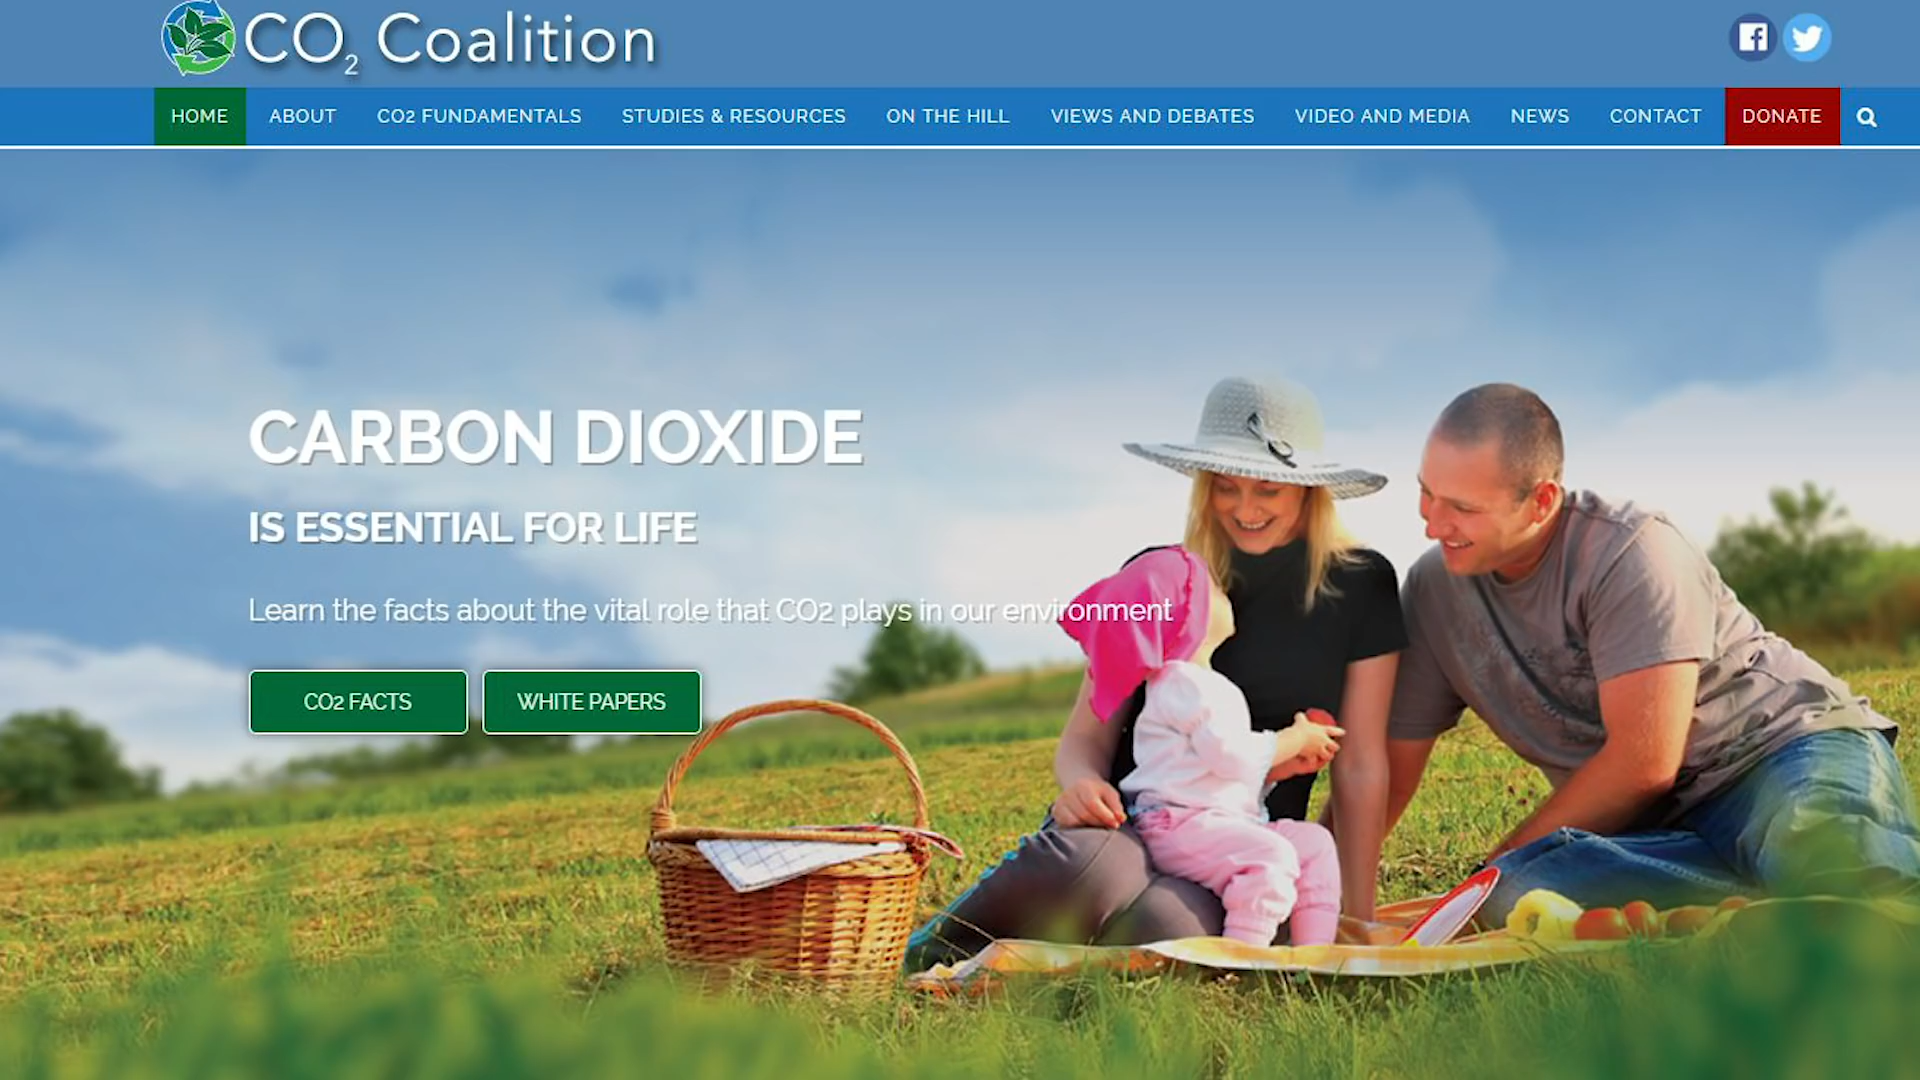 CO2 Coalition
HOME ABOUT CO2 FUNDAMENTALS STUDIES & RESOURCES ON THE HILL VIEWS AND DEBATES VIDEO AND MEDIA NEWS CONTACT DONATE
CARBON DIOXIDE
IS ESSENTIAL FOR LIFE
Learn the facts about the vital role that CO2 plays in our environment
CO2 FACTS WHITE PAPERS